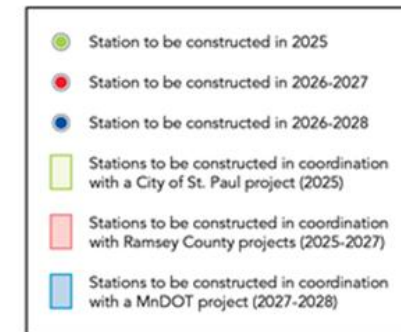 Station to be constructed in 2025
Station to be constructed in 2026-2027
Station to be constructed in 2026-2028
Stations to be constructed in coordination
with a City of St. Paul project (2025)
Stations to be constructed in coordination
with Ramsey County projects (2025-2027)
Stations to be constructed in coordination
with a MnDOT project (2027-2028)